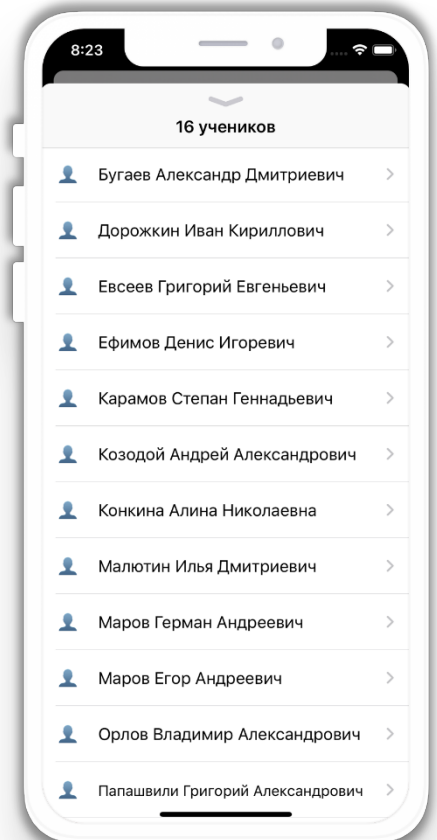 8:23
16 учеников
Бугаев Александр Дмитриевич
Дорожкин Иван Кириллович
Евсеев Григорий Евгеньевич
Ефимов Денис Игоревич
Карамов Степан Геннадьевич
Козодой Андрей Александрович
Конкина Алина Николаевна
Малютин Илья Дмитриевич
Маров Герман Андреевич
Маров Егор Андреевич
Орлов Владимир Александрович
Папашвили Григорий Александрович